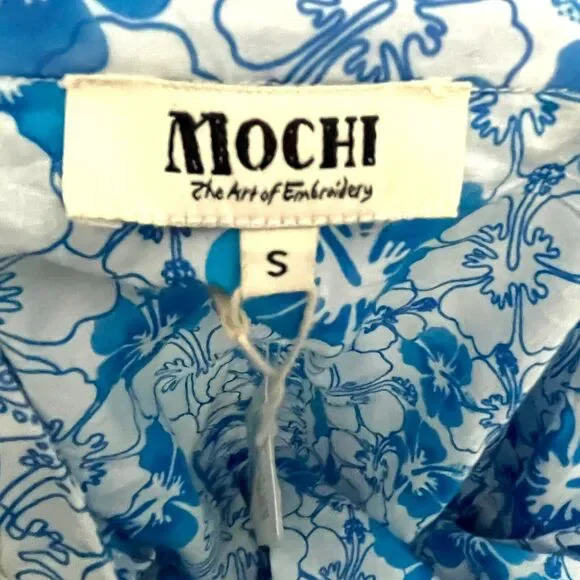 MOCHI
The Art of Embroidery
S